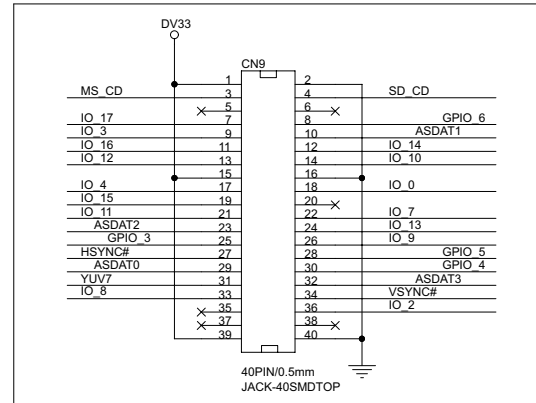 DV33
CN9
1 2
MS_CD 3 4 SD_CD
5 6
IO_17 7 8 GPIO_6
IO_3 9 10 ASDAT1
IO_16 11 12 IO_14
IO_12 13 14 IO_10
15 16
IO_4 17 18 IO_0
IO_15 19 20
IO_11 21 22 IO_7
ASDAT2 23 24 IO_13
GPIO_3 25 26 IO_9
HSYNC# 27 28 GPIO_5
ASDAT0 29 30 GPIO_4
YUV7 31 32 ASDAT3
IO_8 33 34 VSYNC#
35 36 IO_2
37 38
39 40
40PIN/0.5mm
JACK-40SMDTOP